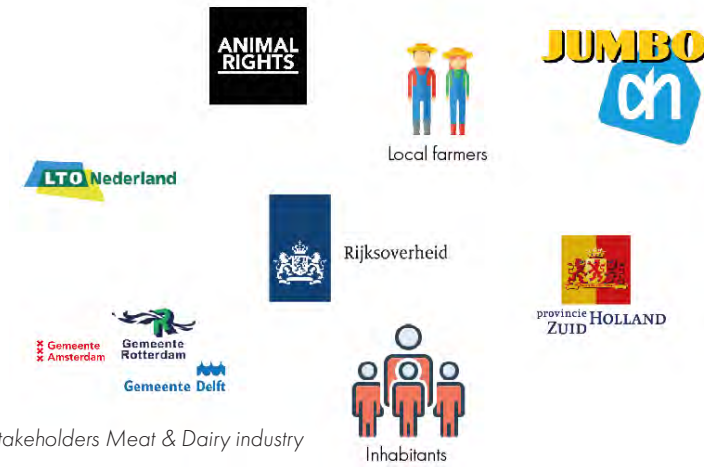 ANIMAL
RIGHTS
JUMBO
ah
Local farmers
LTO Nederland
Rijksoverheid
provincie
ZUID HOLLAND
Gemeente
Amsterdam
Gemeente
Rotterdam
Gemeente Delft
takeholders Meat & Dairy industry
Inhabitants